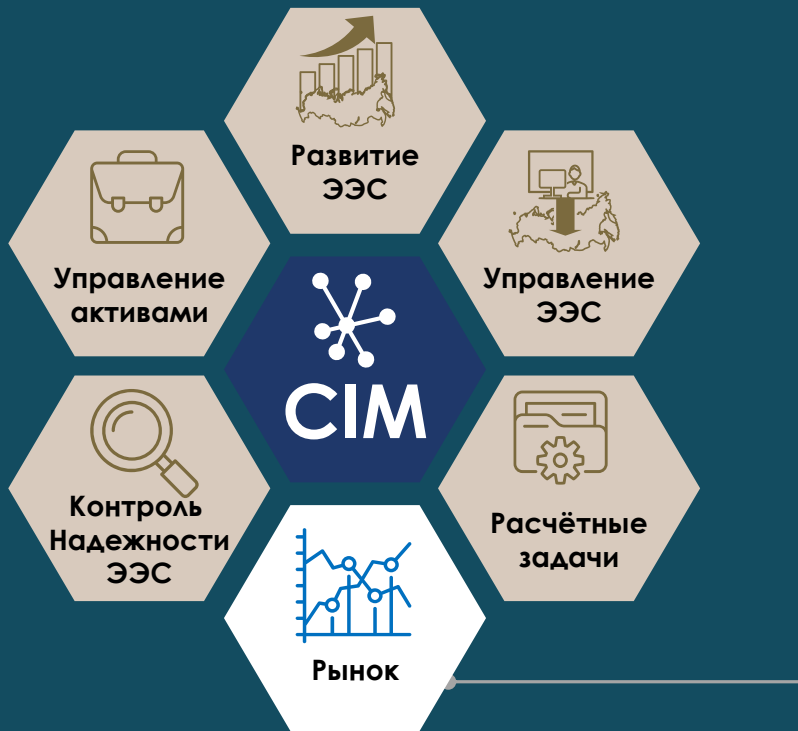 Развитие
ЭЭС
Управление
активами
Управление
ЭЭС
CIM
Контроль
Надежности
ЭЭС
Расчётные
задачи
Рынок